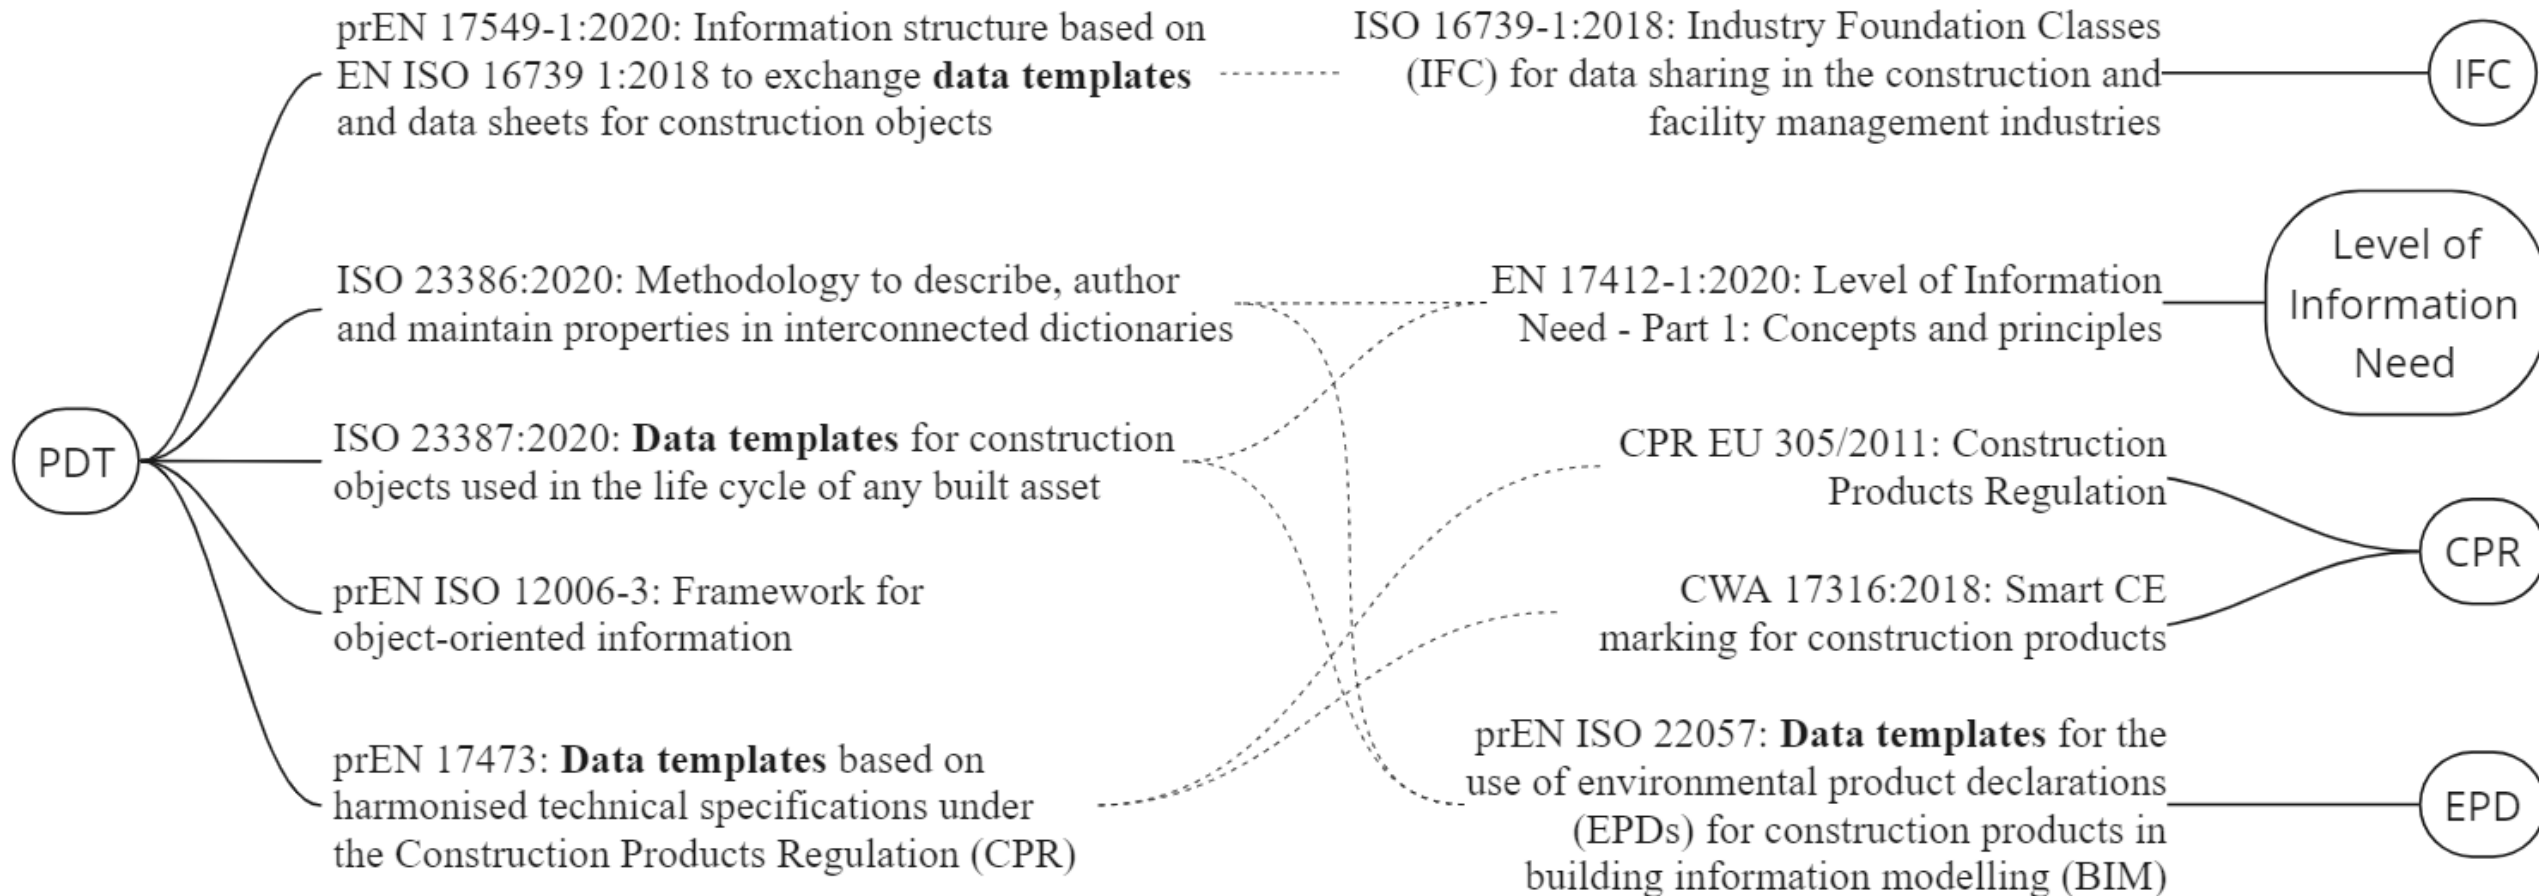 PDT
prEN 17549-1:2020: Information structure based on
EN ISO 16739 1:2018 to exchange data templates
and data sheets for construction objects
ISO 23386:2020: Methodology to describe, author
and maintain properties in interconnected dictionaries
ISO 23387:2020: Data templates for construction
objects used in the life cycle of any built asset
prEN ISO 12006-3: Framework for
object-oriented information
prEN 17473: Data templates based on
harmonised technical specifications under
the Construction Products Regulation (CPR)
ISO 16739-1:2018: Industry Foundation Classes
(IFC) for data sharing in the construction and
facility management industries
EN 17412-1:2020: Level of Information
Need - Part 1: Concepts and principles
CPR EU 305/2011: Construction
Products Regulation
CWA 17316:2018: Smart CE
marking for construction products
prEN ISO 22057: Data templates for the
use of environmental product declarations
(EPDs) for construction products in
building information modelling (BIM)
IFC
Level of
Information
Need
CPR
EPD